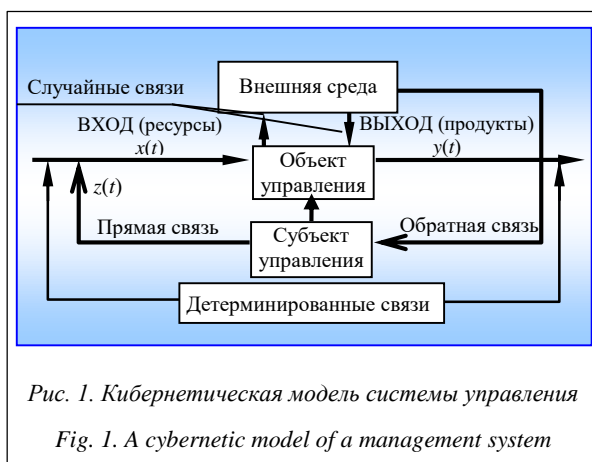 Внешняя среда
Случайные связи
ВХОД (ресурсы)
ВЫХОД (продукты)
x(t)
Объект
управления
y(t)
z(t)
Прямая связь
Субъект
управления
Обратная связь
Детерминированные связи
Рис. 1. Кибернетическая модель системы управления
Fig. 1. A cybernetic model of a management system